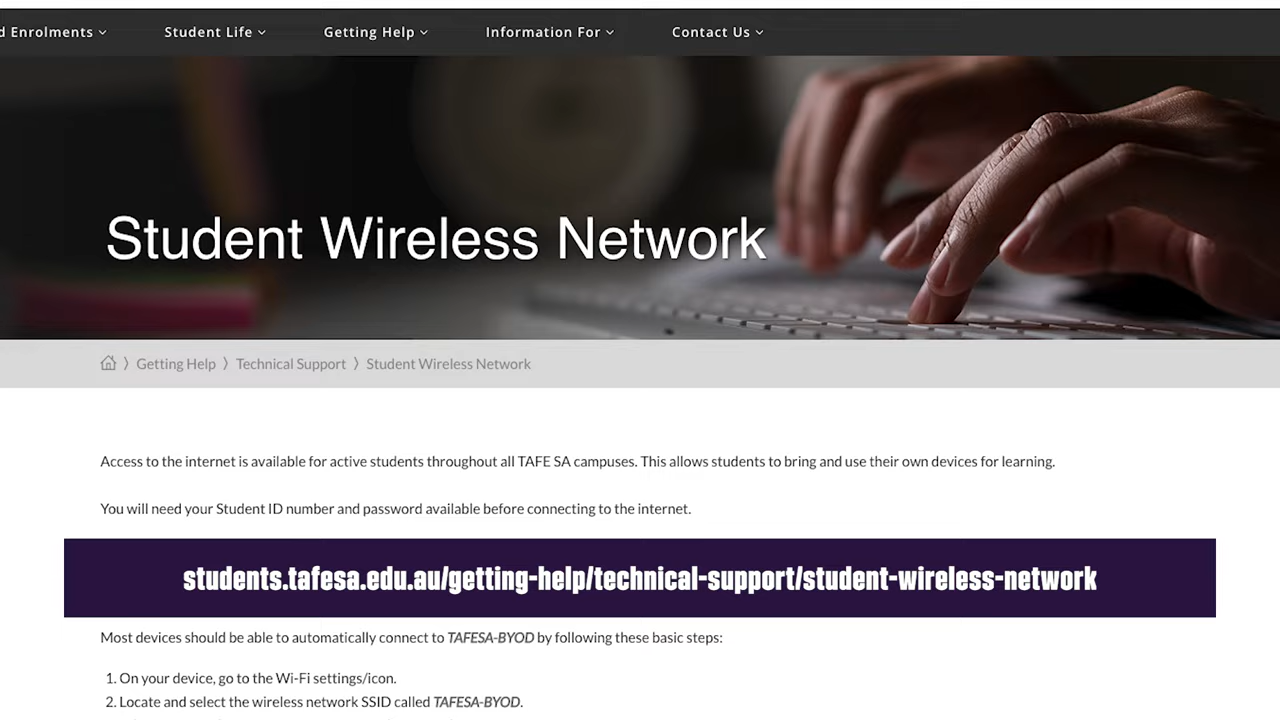 d Enrolments Student Life Getting Help Information For Contact Us
Student Wireless Network
Getting Help 〉 Technical Support 〉 Student Wireless Network
Access to the internet is available for active students throughout all TAFE SA campuses. This allows students to bring and use their own devices for learning.
You will need your Student ID number and password available before connecting to the internet.
students.tafesa.edu.au/getting-help/technical-support/student-wireless-network
Most devices should be able to automatically connect to TAFESA-BYOD by following these basic steps:
1. On your device, go to the Wi-Fi settings/icon.
2. Locate and select the wireless network SSID called TAFESA-BYOD.